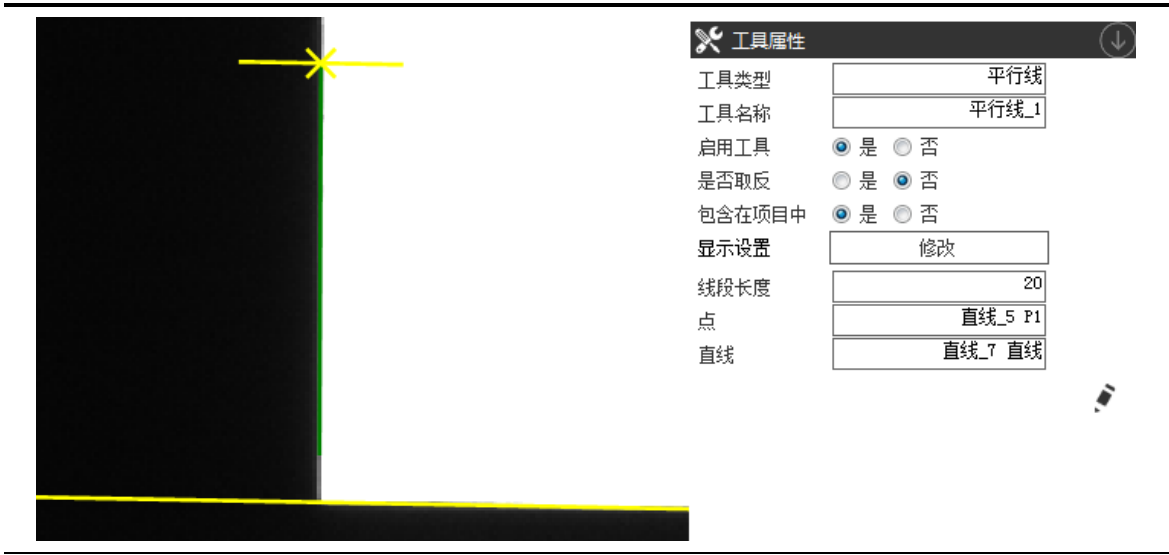 工具属性
工具类型 平行线
工具名称 平行线_1
启用工具 是 否
是否取反 是 否
包含在项目中 是 否
显示设置 修改
线段长度 20
点 直线_5 P1
直线 直线_7 直线